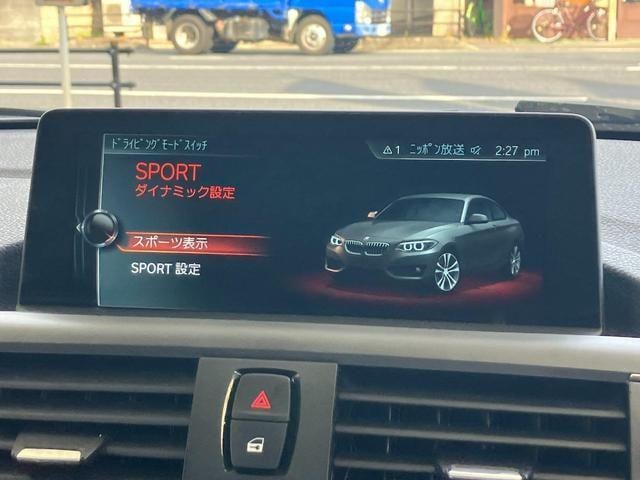 ﾄﾞﾗｲﾋﾞﾝｸﾞﾓｰﾄﾞｽｲｯﾁ
⚠1 ニッポン放送 2:27 pm
SPORT
ダイナミック設定
スポーツ表示
SPORT 設定